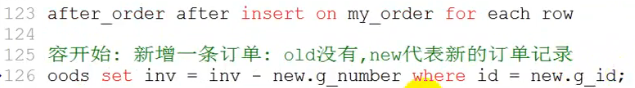 123 after_order after insert on my_order for each row
124
125 容开始: 新增一条订单: old没有,new代表新的订单记录
126 oods set inv = inv - new.g_number where id = new.g_id;